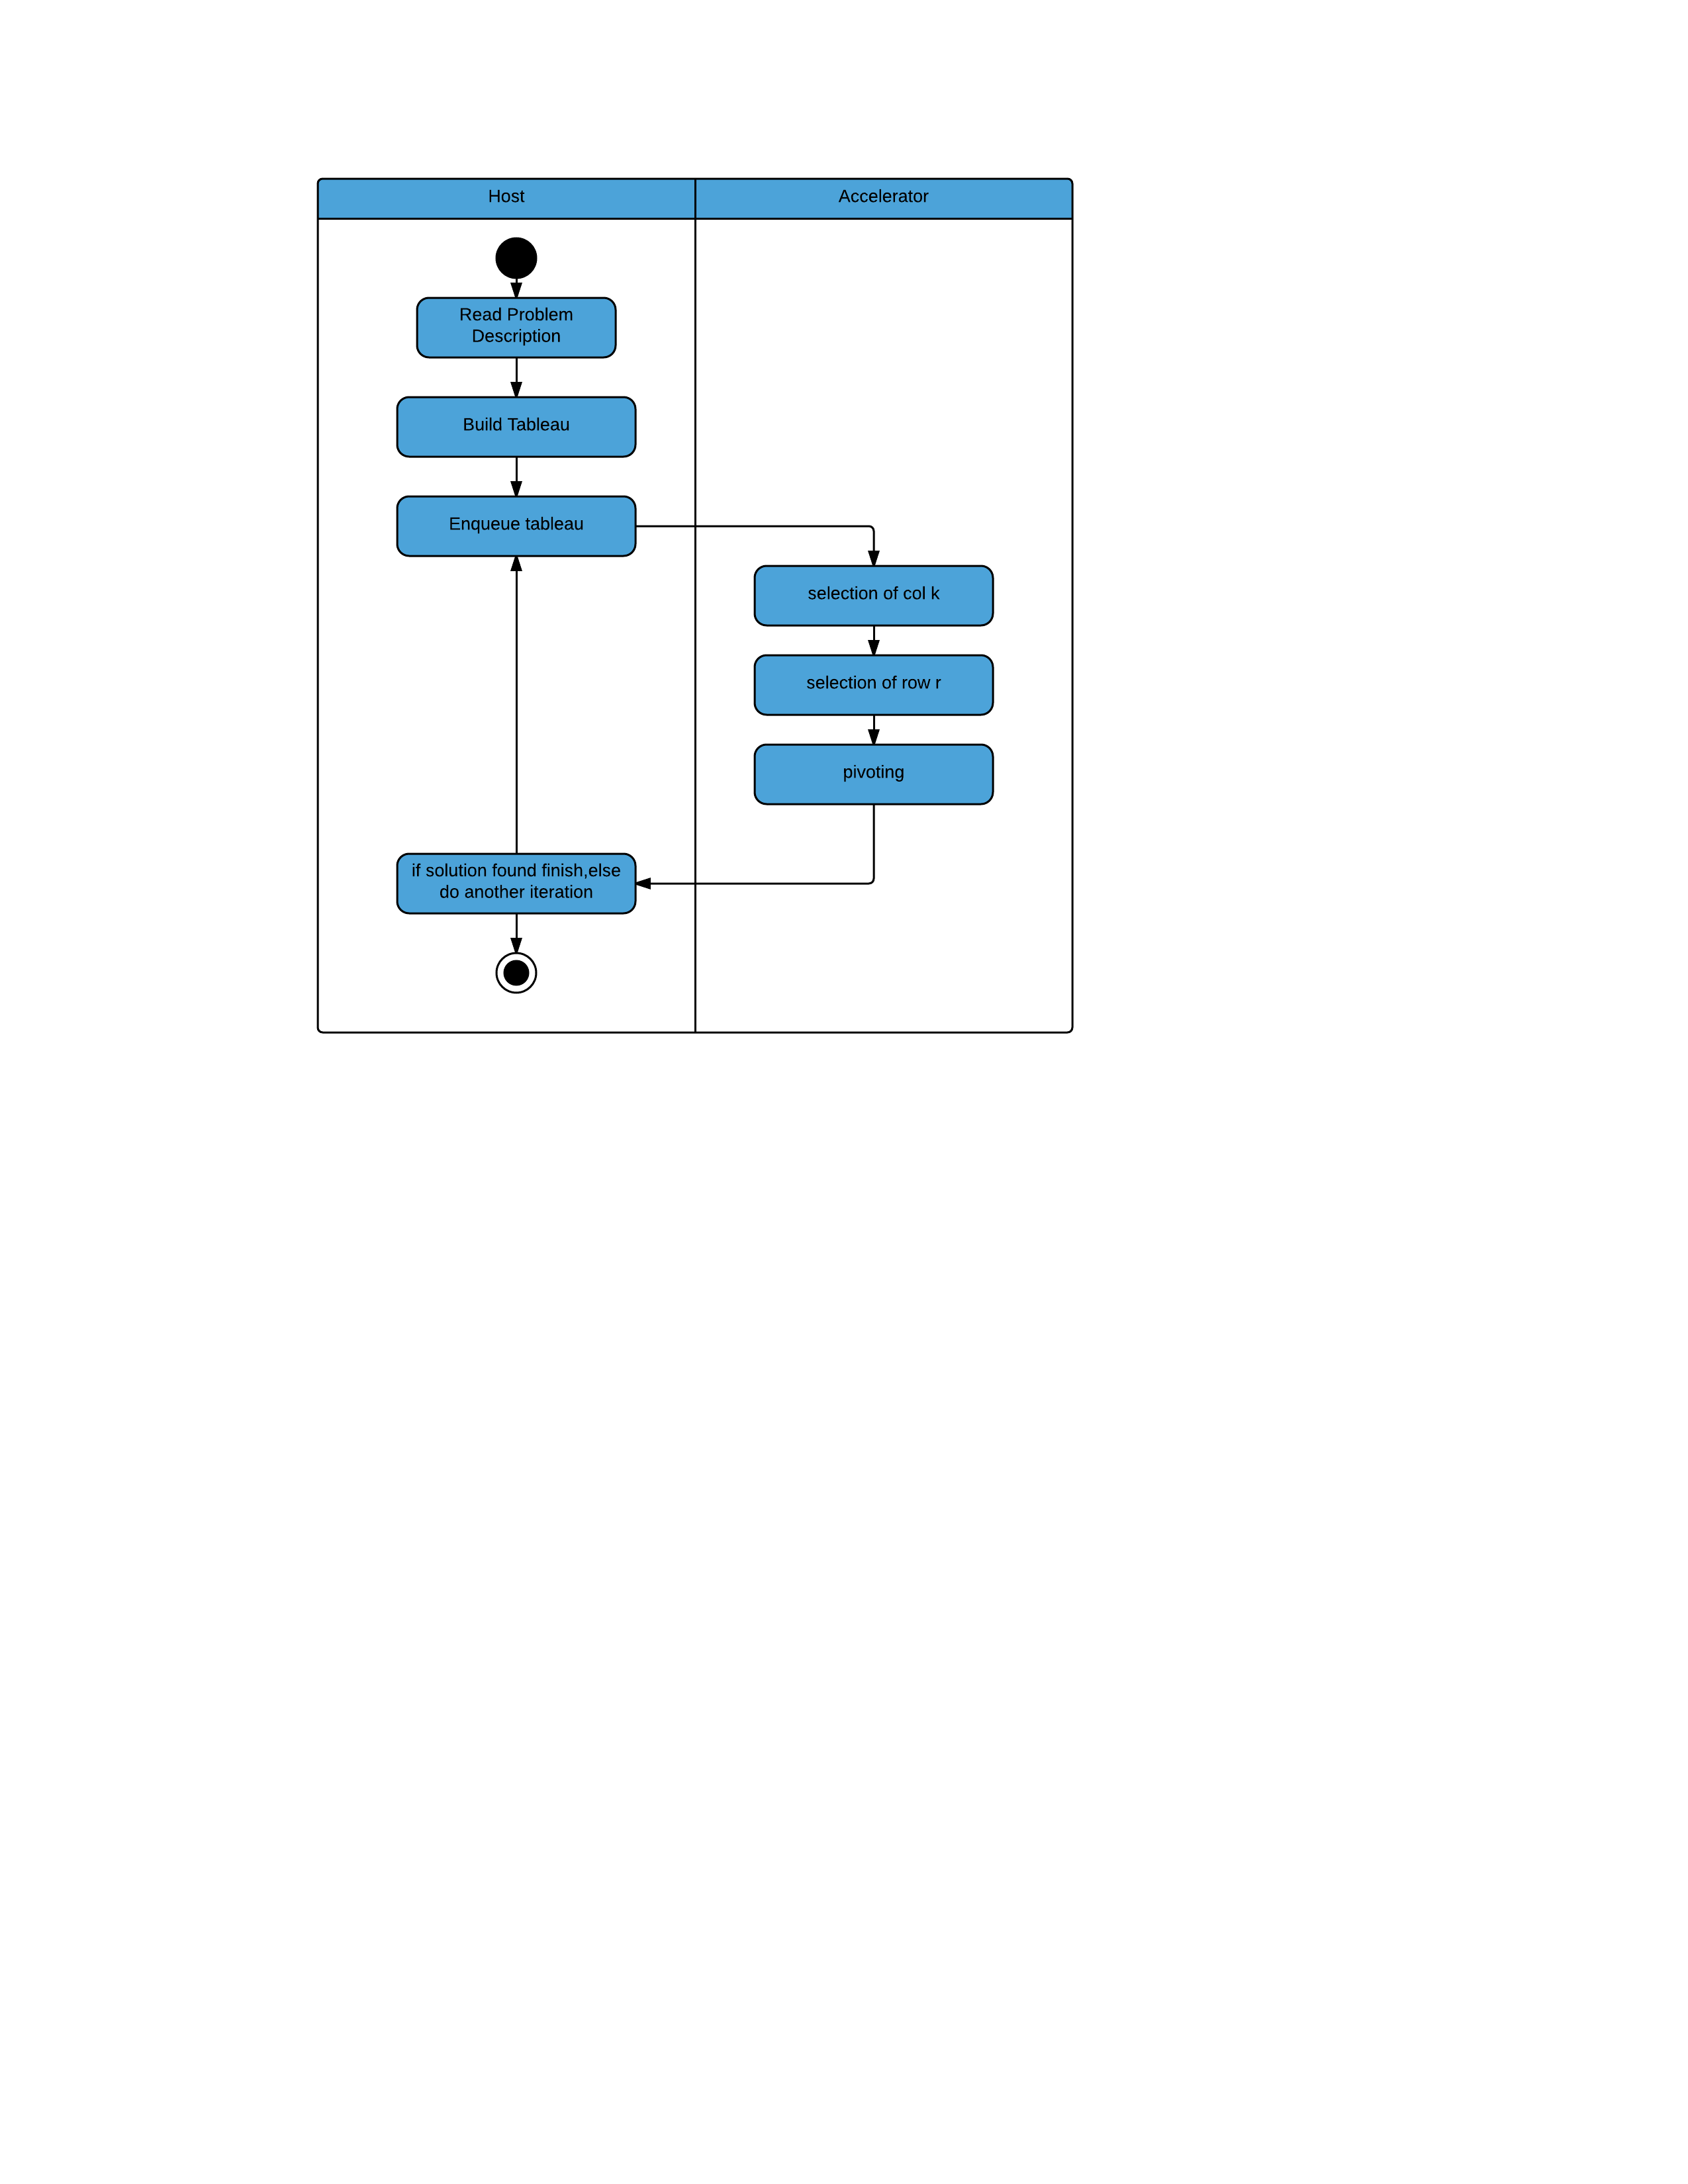 Host
Accelerator
Read Problem
Description
Build Tableau
Enqueue tableau
selection of col k
selection of row r
pivoting
if solution found finish,else
do another iteration